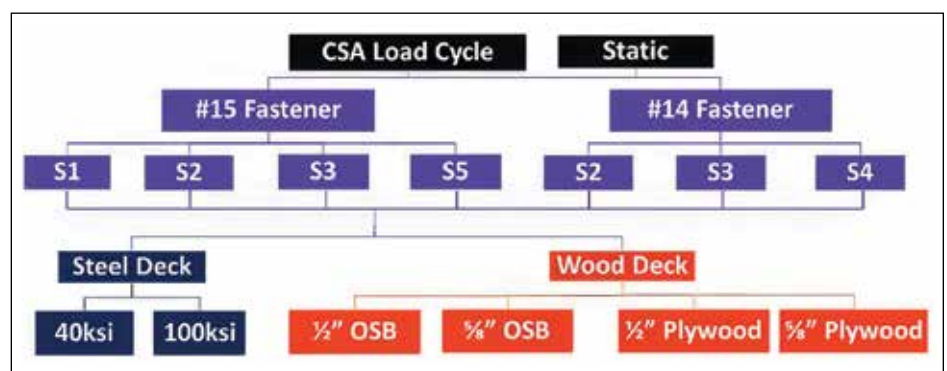 CSA Load Cycle Static
#15 Fastener #14 Fastener
S1 S2 S3 S5 S2 S3 S4
Steel Deck Wood Deck
40ksi 100ksi ½” OSB ⅝” OSB ½” Plywood ⅝” Plywood